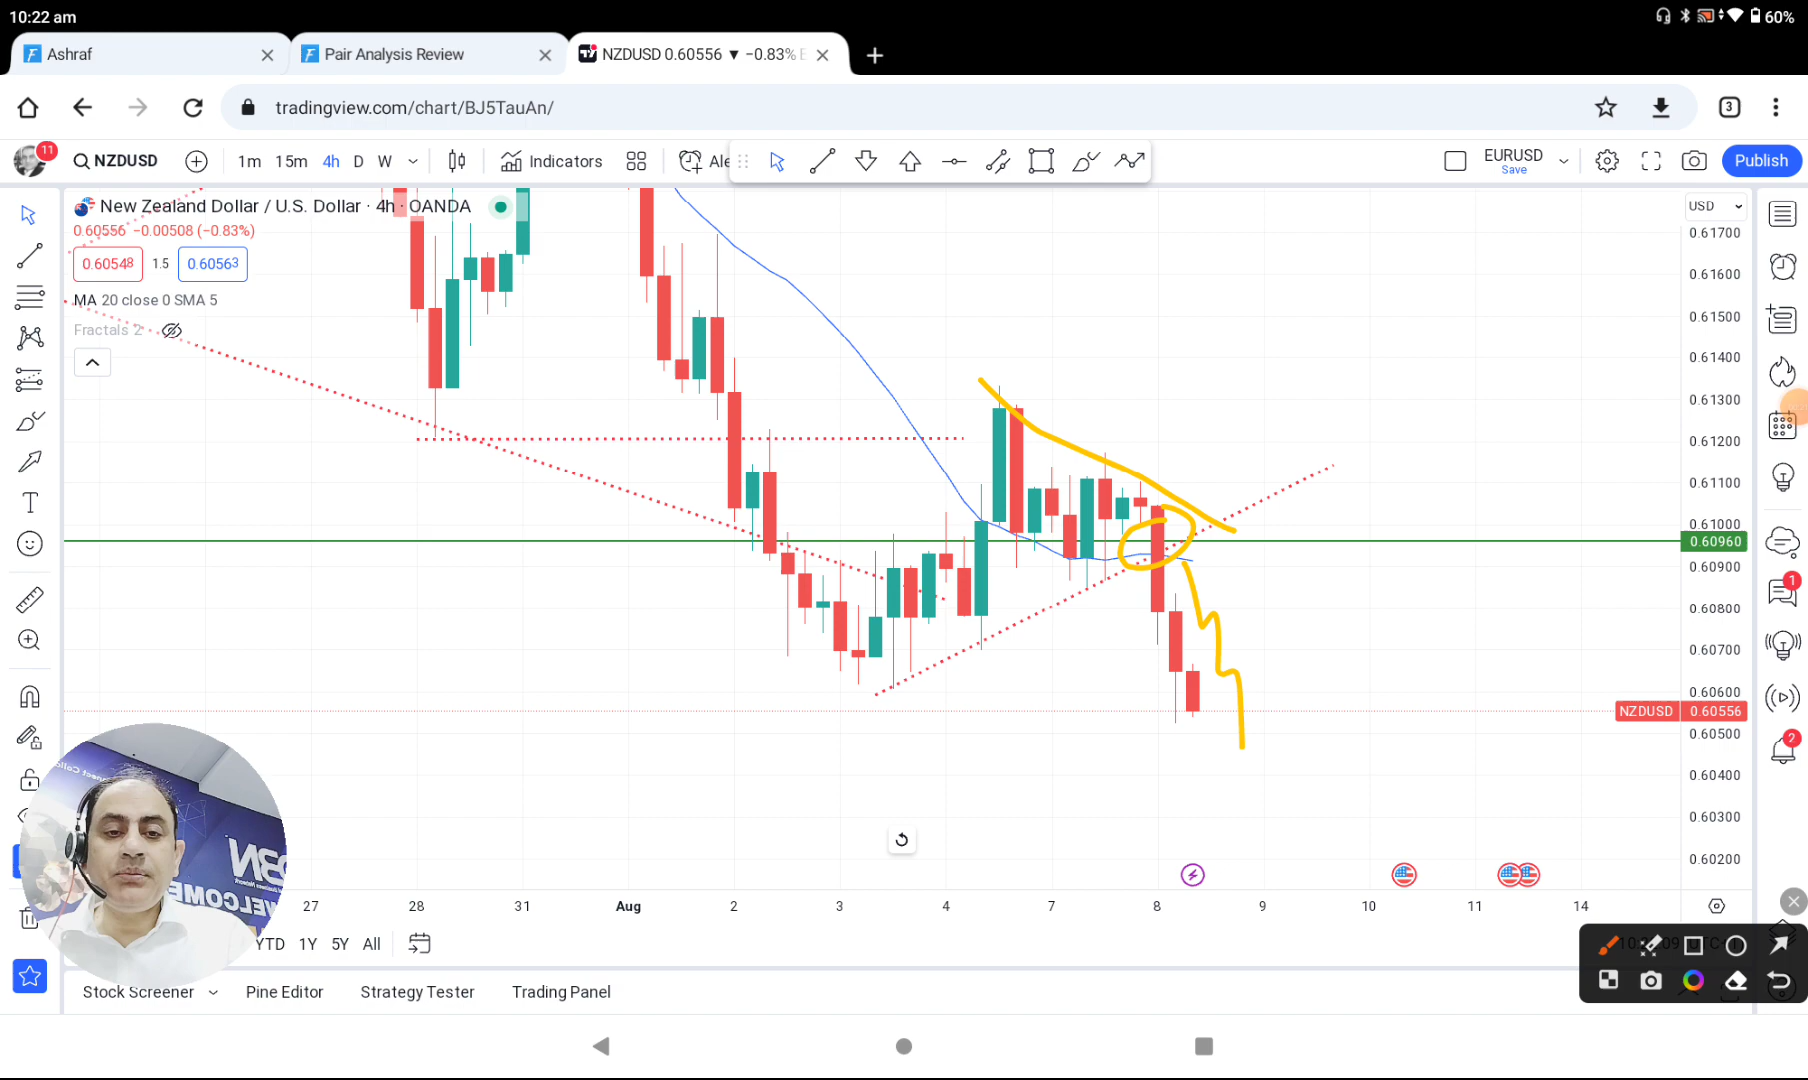 10:22 am
60%
Ashraf
Pair Analysis Review
NZDUSD 0.60556 ▼ −0.83%
tradingview.com/chart/BJ5TauAn/
3
11
NZDUSD
1m 15m 4h D W
Indicators
Ale
EURUSD
Save
Publish
New Zealand Dollar / U.S. Dollar · 4h · OANDA
0.60556 −0.00508 (−0.83%)
0.60548 1.5 0.60563
MA 20 close 0 SMA 5
Fractals 2
USD
0.61700
0.61600
0.61500
0.61400
0.61300
0.61200
0.61100
0.61000
0.60960
0.60900
0.60800
0.60700
0.60600
NZDUSD 0.60556
0.60500
0.60400
0.60300
0.60200
1
2
27 28 31 Aug 2 3 4 7 8 9 10 11 14
YTD 1Y 5Y All
Stock Screener Pine Editor Strategy Tester Trading Panel
WELCOME